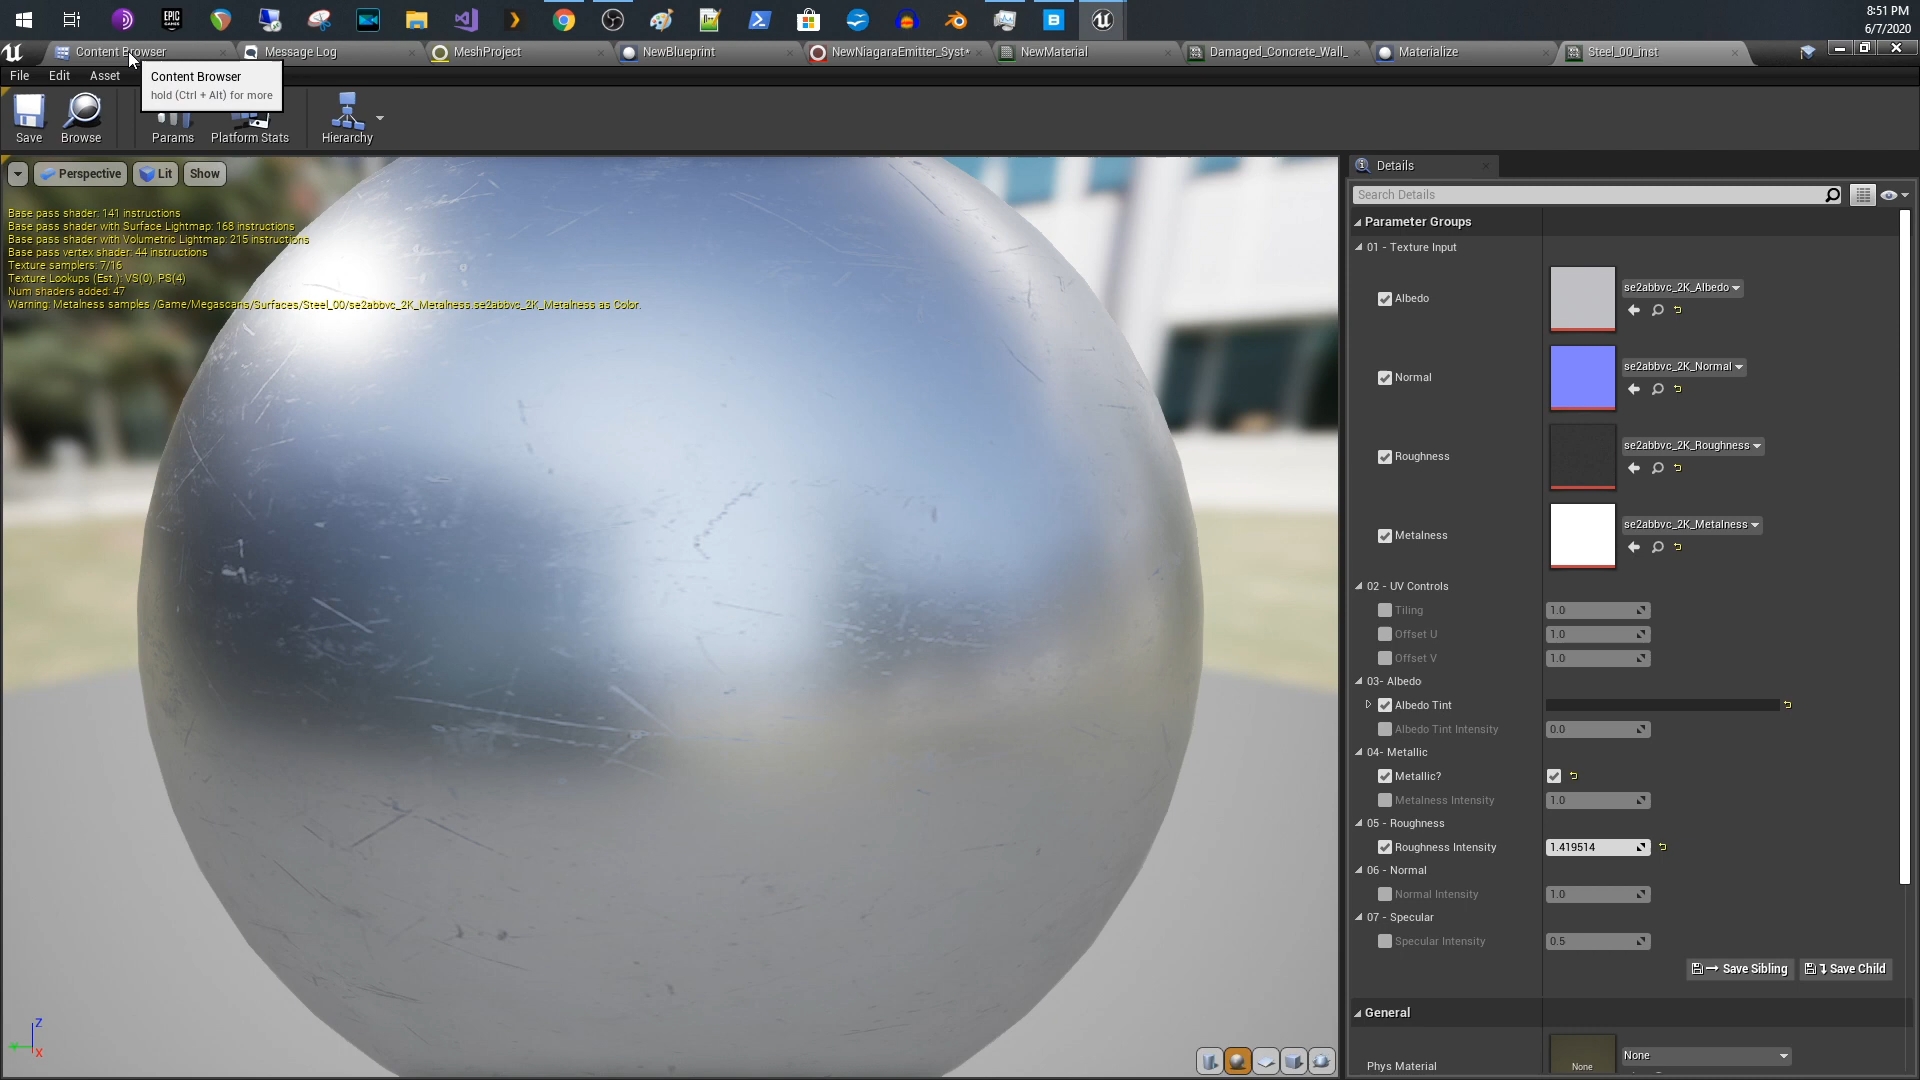 8:51 PM
6/7/2020
EPIC
GAMES
Content Browser
Message Log
MeshProject
NewBlueprint
NewNiagaraEmitter_Syst*
NewMaterial
Damaged_Concrete_Wall_
Materialize
Steel_00_inst
File Edit Asset
Content Browser
hold (Ctrl + Alt) for more
Save Browse Params Platform Stats Hierarchy
Perspective Lit Show
Base pass shader: 141 instructions
Base pass shader with Surface Lightmap: 168 instructions
Base pass shader with Volumetric Lightmap: 215 instructions
Base pass vertex shader: 44 instructions
Texture samplers: 7/16
Texture Lookups (Est.): VS(0), PS(4)
Num shaders added: 47
Warning: Metalness samples /Game/Megascans/Surfaces/Steel_00/se2abbvc_2K_Metalness.se2abbvc_2K_Metalness as Color.
Z
Y
X
Details
Search Details
Parameter Groups
01 - Texture Input
Albedo se2abbvc_2K_Albedo
Normal se2abbvc_2K_Normal
Roughness se2abbvc_2K_Roughness
Metalness se2abbvc_2K_Metalness
02 - UV Controls
Tiling 1.0
Offset U 1.0
Offset V 1.0
03- Albedo
Albedo Tint
Albedo Tint Intensity 0.0
04- Metallic
Metallic?
Metalness Intensity 1.0
05 - Roughness
Roughness Intensity 1.419514
06 - Normal
Normal Intensity 1.0
07 - Specular
Specular Intensity 0.5
Save Sibling Save Child
General
Phys Material None None